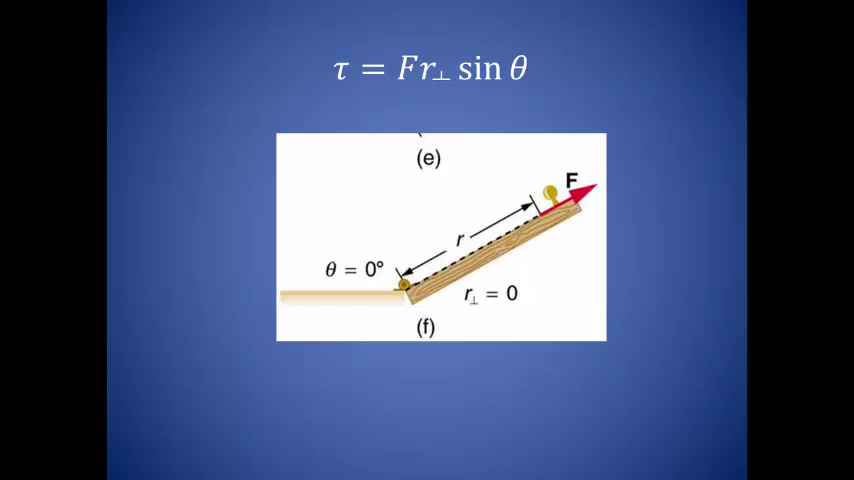 τ = Fr⊥ sin θ
(e)
F
r
θ = 0°
r⊥ = 0
(f)